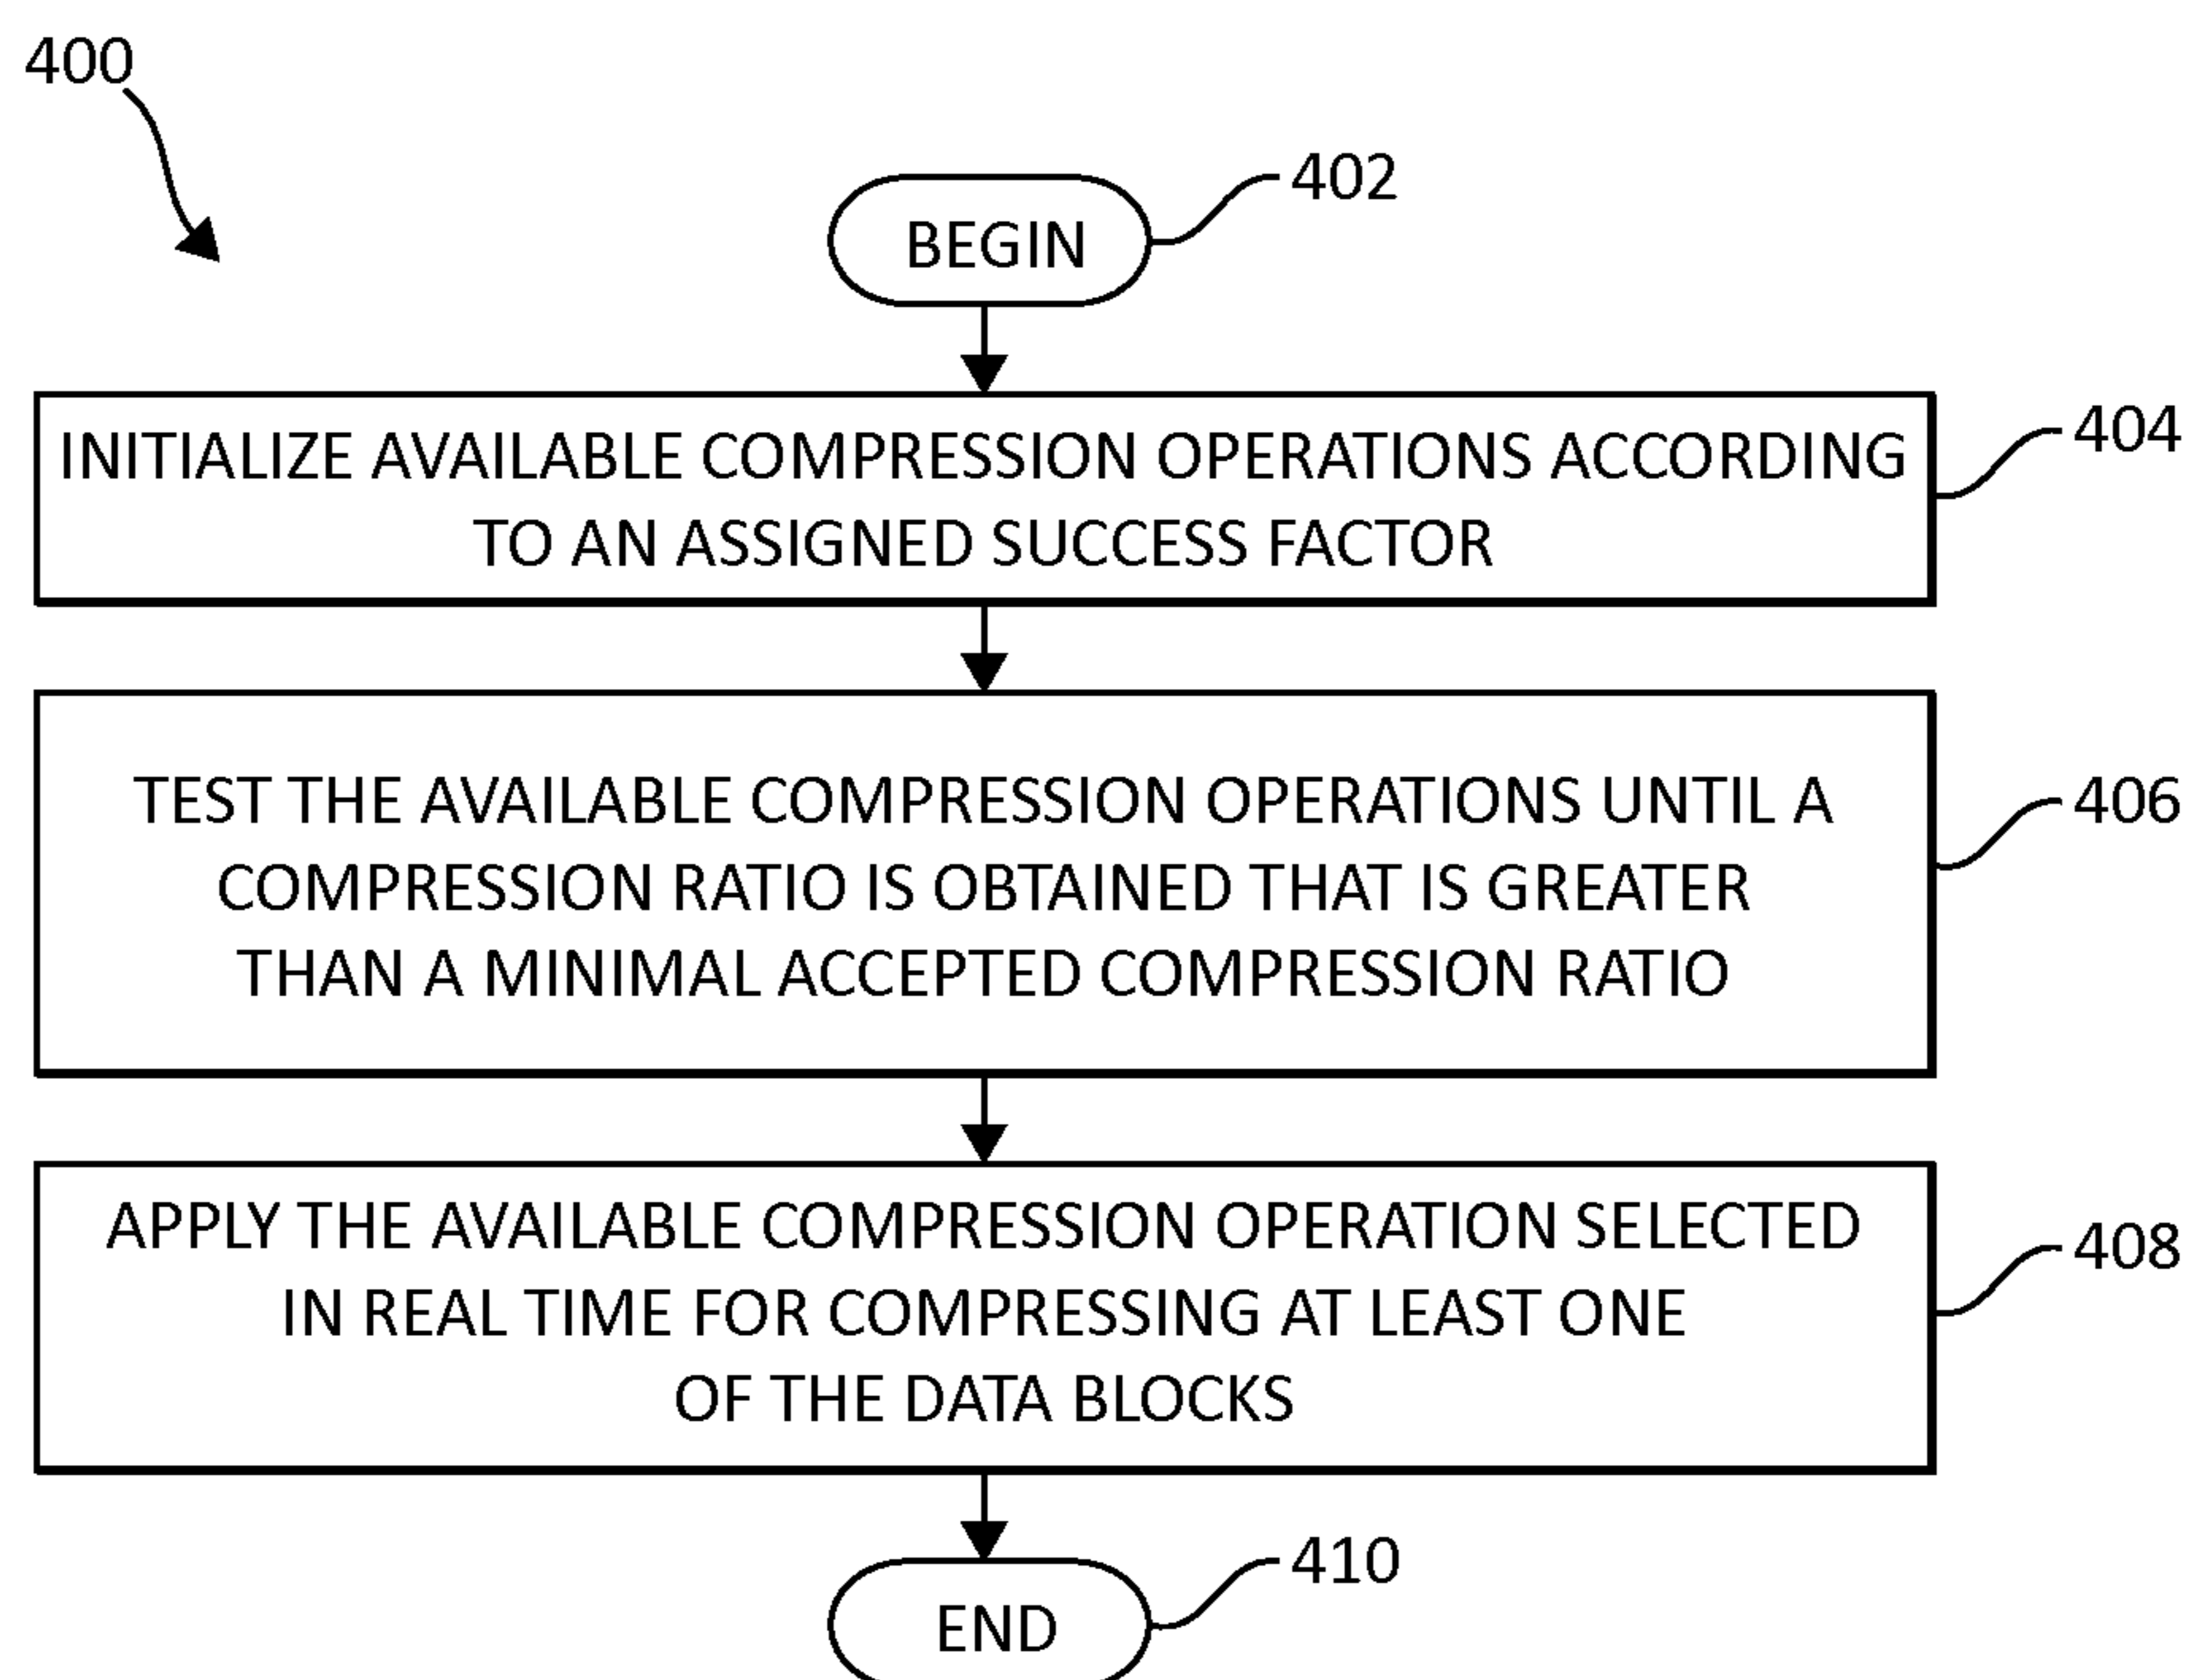 400
402
BEGIN
404
INITIALIZE AVAILABLE COMPRESSION OPERATIONS ACCORDING
TO AN ASSIGNED SUCCESS FACTOR
406
TEST THE AVAILABLE COMPRESSION OPERATIONS UNTIL A
COMPRESSION RATIO IS OBTAINED THAT IS GREATER
THAN A MINIMAL ACCEPTED COMPRESSION RATIO
408
APPLY THE AVAILABLE COMPRESSION OPERATION SELECTED
IN REAL TIME FOR COMPRESSING AT LEAST ONE
OF THE DATA BLOCKS
410
END